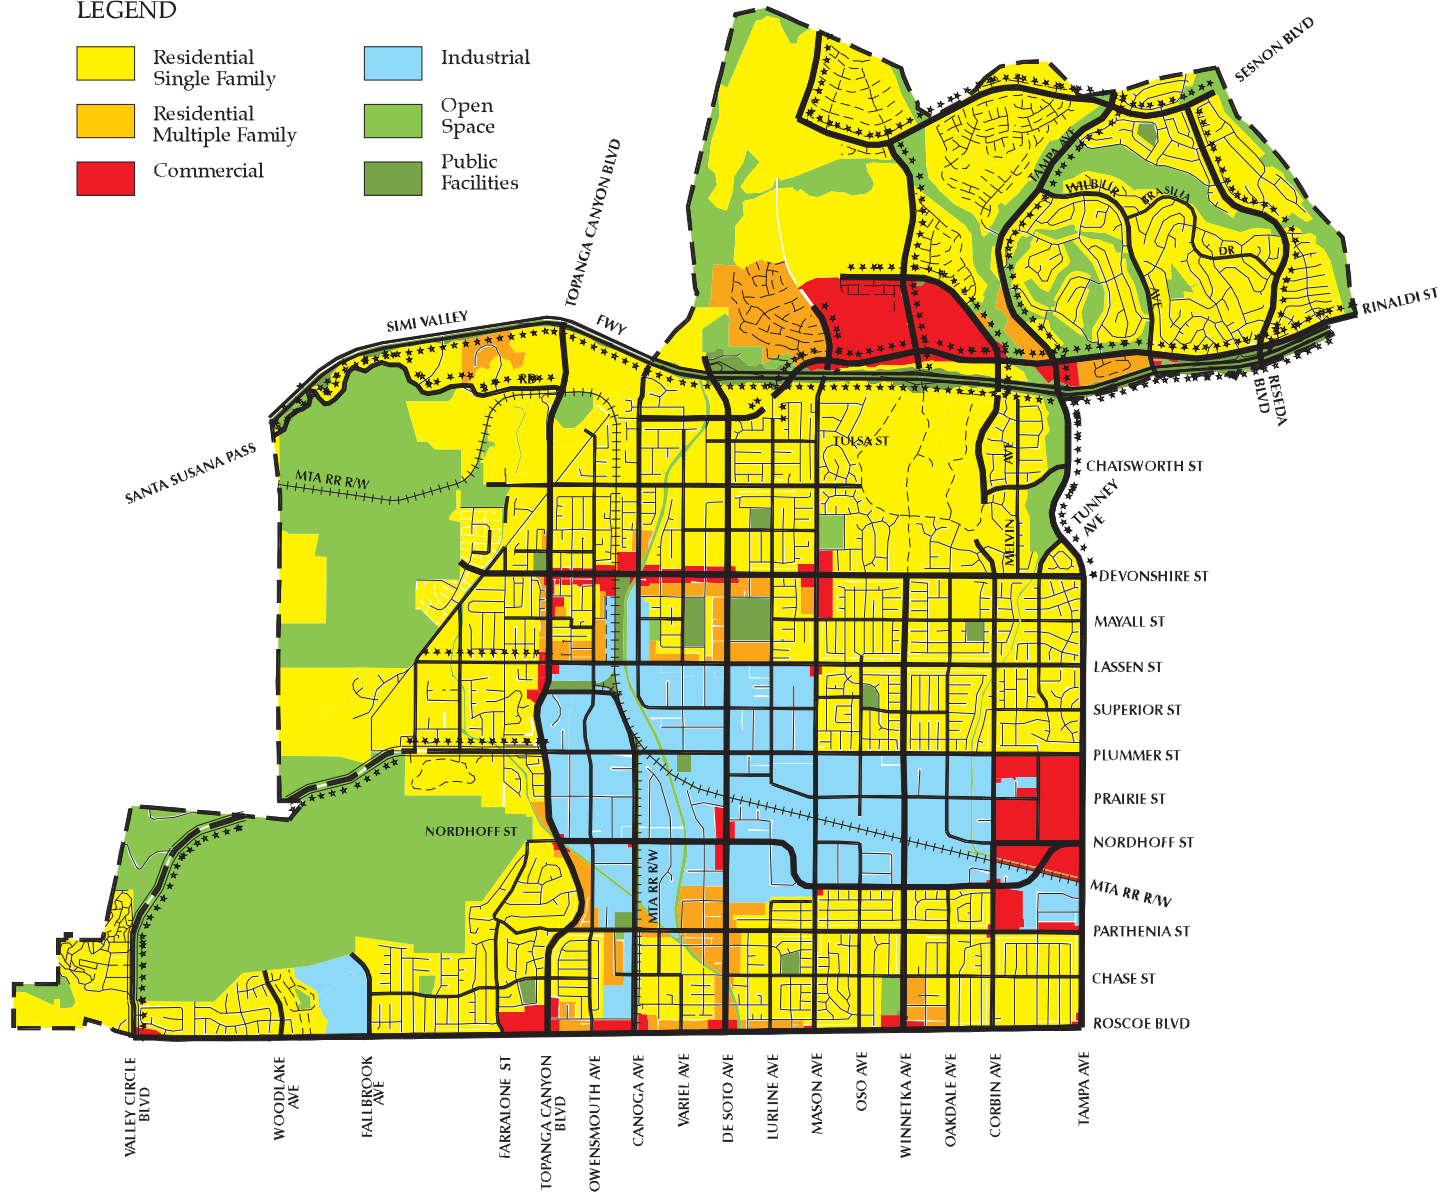 LEGEND
Residential
Single Family
Residential
Multiple Family
Commercial
Industrial
Open
Space
Public
Facilities
SESNON BLVD
TOPANGA CANYON BLVD
TAMPA AVE
WILBUR
BRASILIA
DR
AVE
RINALDI ST
SIMI VALLEY
FWY
RD
RESEDA
BLVD
SANTA SUSANA PASS
MTA RR R/W
TULSA ST
AVE
MELVIN
CHATSWORTH ST
TUNNEY
AVE
DEVONSHIRE ST
MAYALL ST
LASSEN ST
SUPERIOR ST
PLUMMER ST
PRAIRIE ST
NORDHOFF ST
NORDHOFF ST
MTA RR R/W
MTA RR R/W
PARTHENIA ST
CHASE ST
ROSCOE BLVD
VALLEY CIRCLE
BLVD
WOODLAKE
AVE
FALLBROOK
AVE
FARRALONE ST
TOPANGA CANYON
BLVD
OWENSMOUTH AVE
CANOGA AVE
VARIEL AVE
DE SOTO AVE
LURLINE AVE
MASON AVE
OSO AVE
WINNETKA AVE
OAKDALE AVE
CORBIN AVE
TAMPA AVE